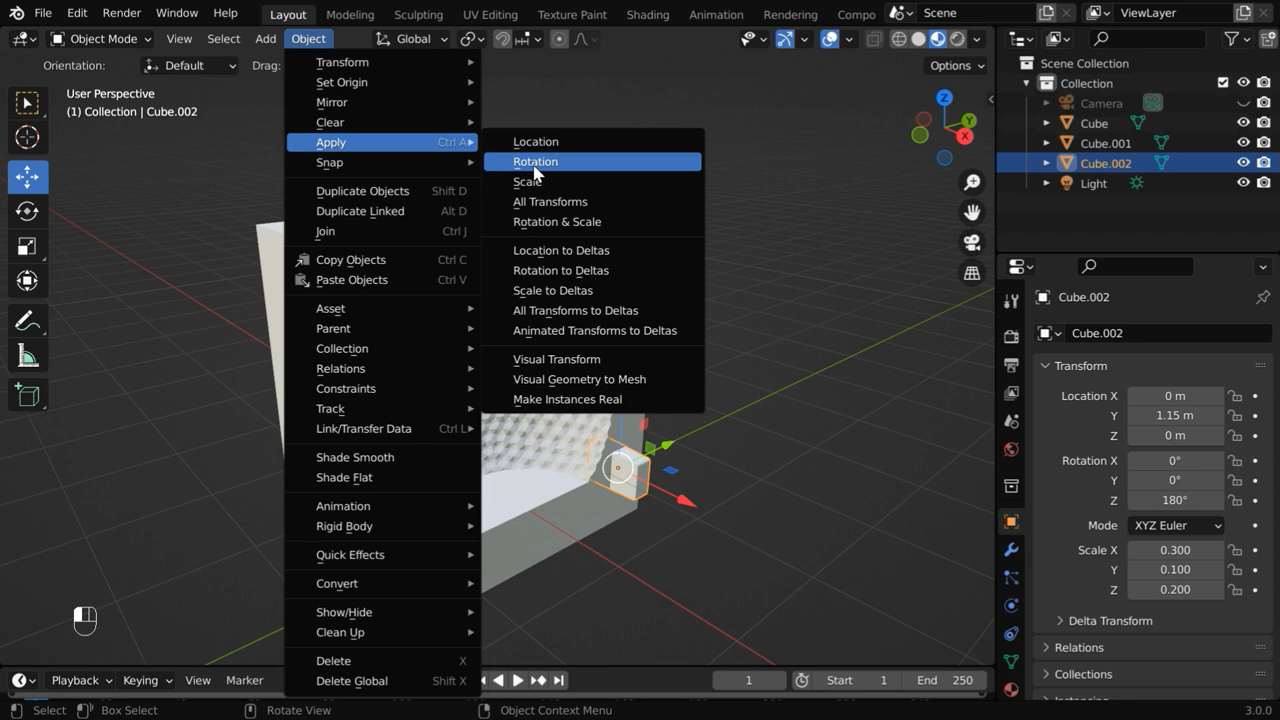 File Edit Render Window Help Layout Modeling Sculpting UV Editing Texture Paint Shading Animation Rendering Compo Scene ViewLayer
Object Mode View Select Add Object Global
Orientation: Default Drag: Options
User Perspective
(1) Collection | Cube.002
Transform
Set Origin
Mirror
Clear
Apply Ctrl A
Snap
Duplicate Objects Shift D
Duplicate Linked Alt D
Join Ctrl J
Copy Objects Ctrl C
Paste Objects Ctrl V
Asset
Parent
Collection
Relations
Constraints
Track
Link/Transfer Data Ctrl L
Shade Smooth
Shade Flat
Animation
Rigid Body
Quick Effects
Convert
Show/Hide
Clean Up
Delete X
Delete Global Shift X
Location
Rotation
Scale
All Transforms
Rotation & Scale
Location to Deltas
Rotation to Deltas
Scale to Deltas
All Transforms to Deltas
Animated Transforms to Deltas
Visual Transform
Visual Geometry to Mesh
Make Instances Real
Z
Y
X
Scene Collection
Collection
Camera
Cube
Cube.001
Cube.002
Light
Cube.002
Cube.002
Transform
Location X 0 m
Y 1.15 m
Z 0 m
Rotation X 0°
Y 0°
Z 180°
Mode XYZ Euler
Scale X 0.300
Y 0.100
Z 0.200
Delta Transform
Relations
Collections
Playback Keying View Marker 1 Start 1 End 250
Select Box Select Rotate View Object Context Menu 3.0.0